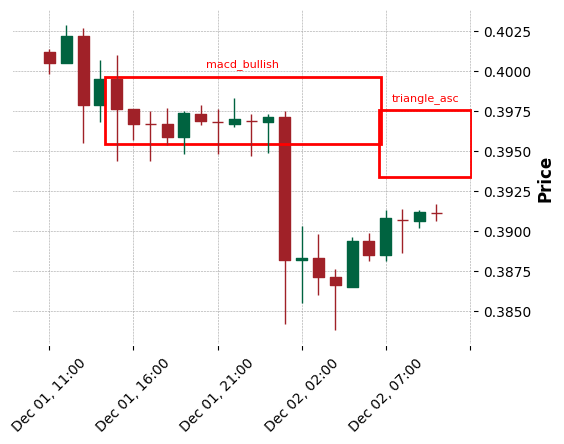 0.4025
macd_bullish
0.4000
triangle_asc
0.3975
0.3950
0.3925
Price
0.3900
0.3875
0.3850
Dec 01, 11:00
Dec 01, 16:00
Dec 01, 21:00
Dec 02, 02:00
Dec 02, 07:00